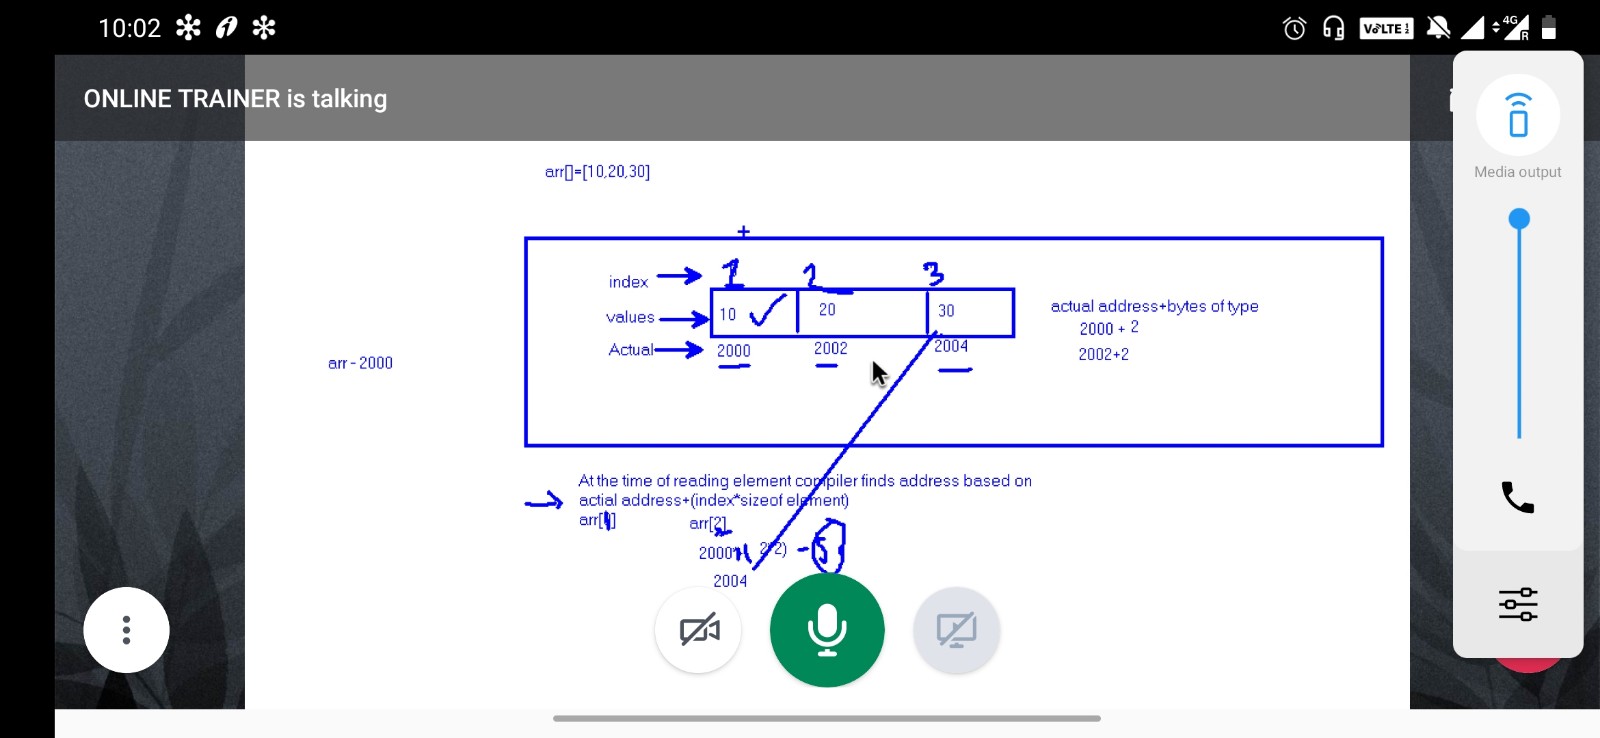 10:02
VoLTE 4G R
ONLINE TRAINER is talking
Media output
arr[]=[10,20,30]
+
index 1 2 3
values 10 20 30
Actual 2000 2002 2004
actual address+bytes of type
2000 + 2
2002+2
arr - 2000
At the time of reading element compiler finds address based on
actial address+(index*sizeof element)
arr[1] arr[2]
2000 2*2)
2004